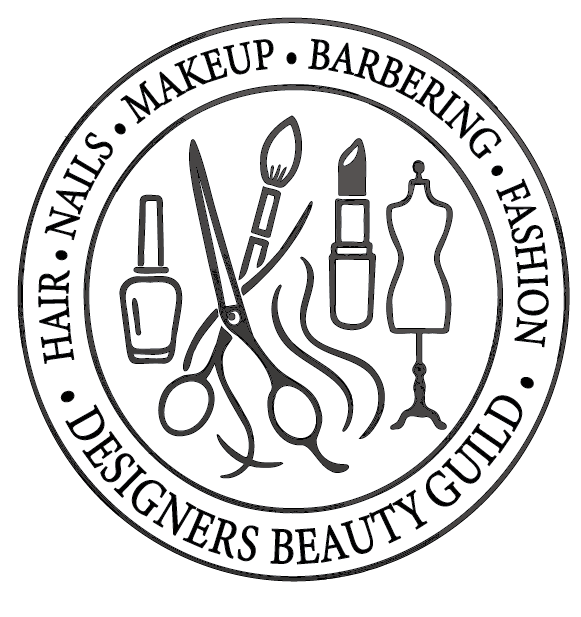 HAIR • NAILS • MAKEUP • BARBERING • FASHION
• DESIGNERS BEAUTY GUILD •